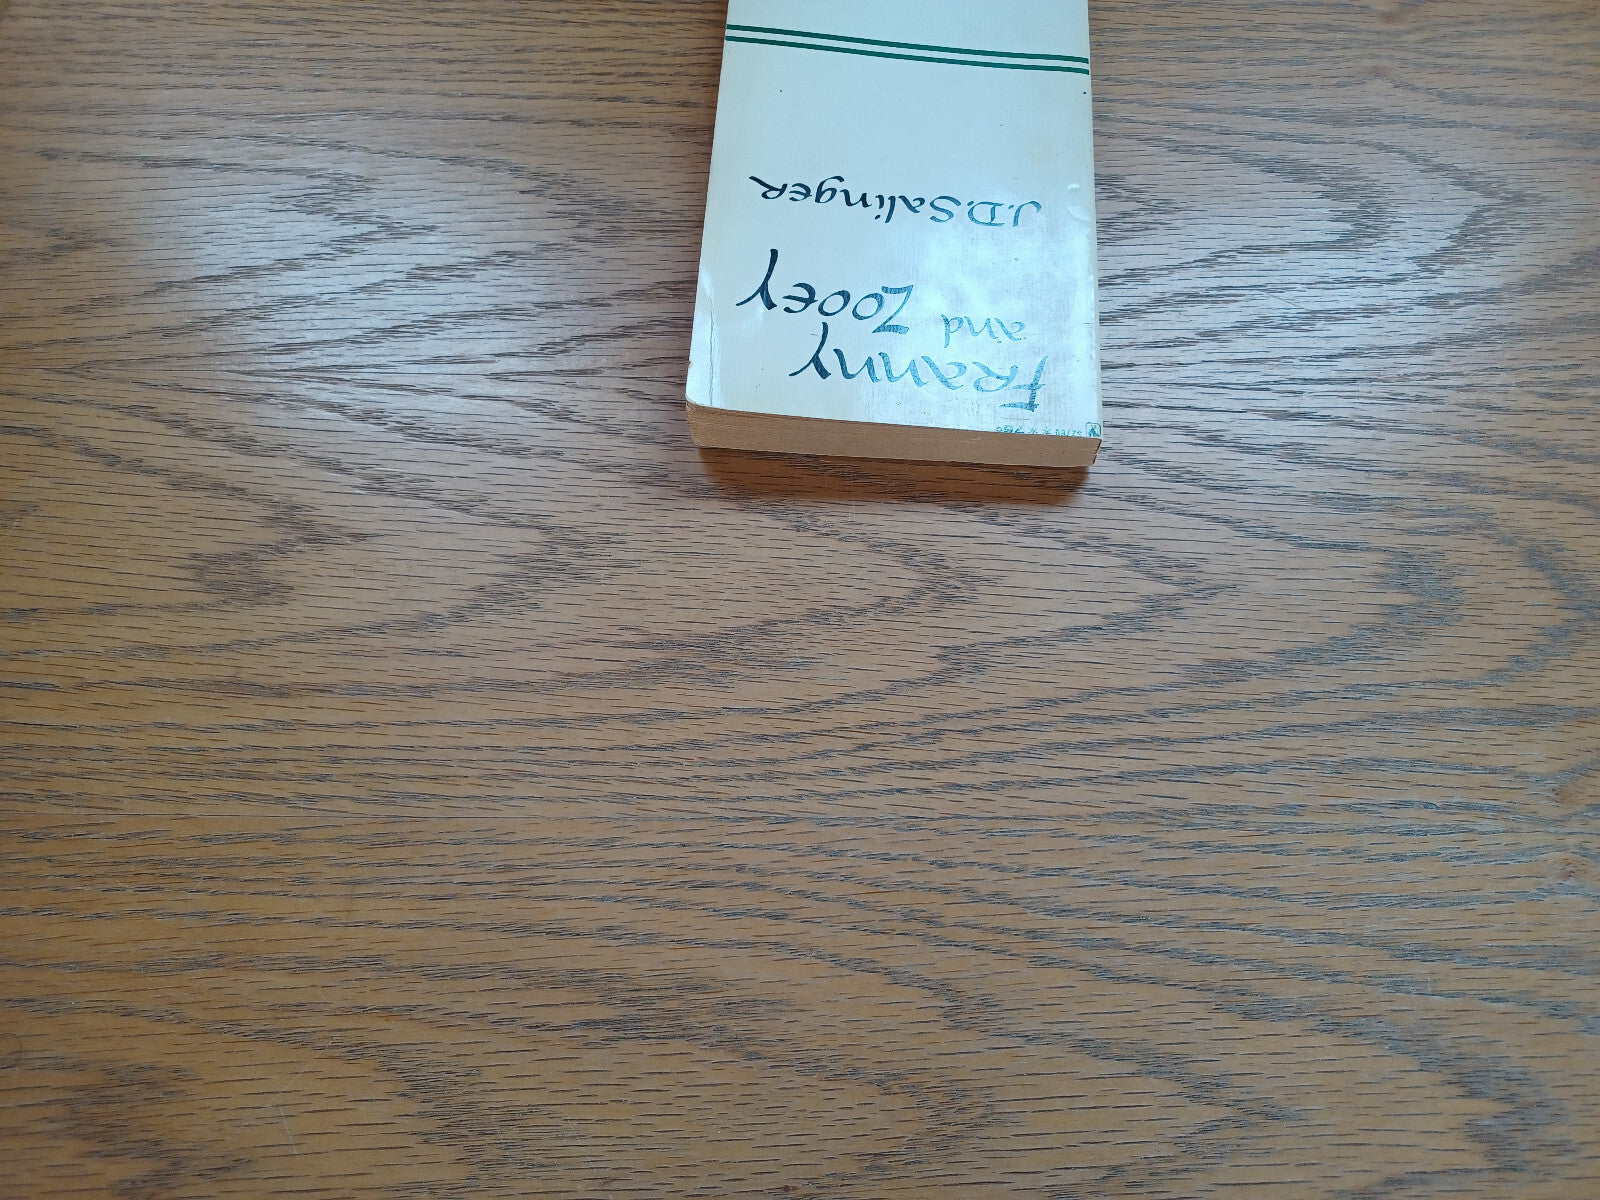 FRanny
and ZooEy
J.D. SalingeR